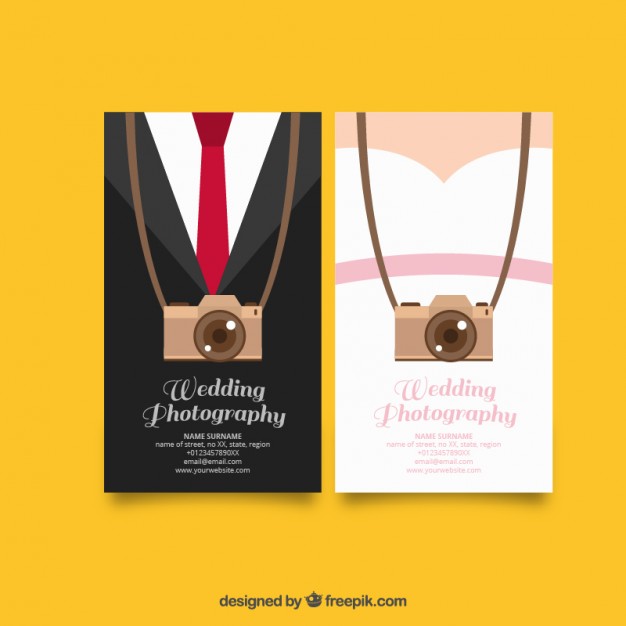 Wedding
Photography
NAME SURNAME
name of street, no XX, state, region
+0123457890XX
email@email.com
www.yourwebsite.com
Wedding
Photography
NAME SURNAME
name of street, no XX, state, region
+0123457890XX
email@email.com
www.yourwebsite.com
designed by freepik.com